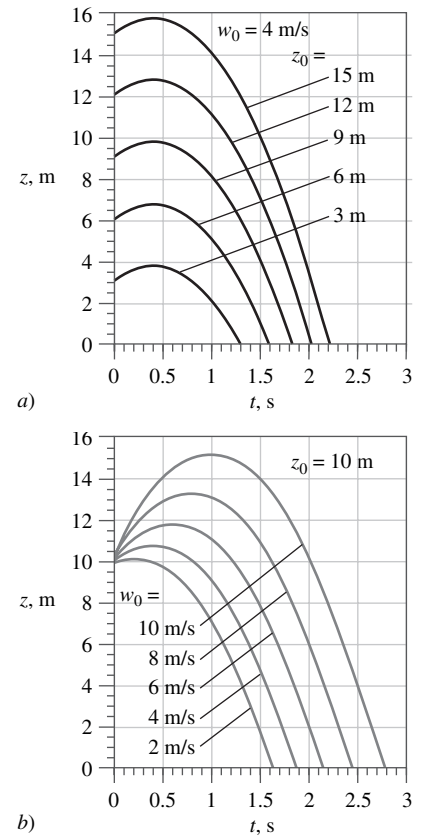 16
14
12
10
8
6
4
2
0
z, m
w0 = 4 m/s
z0 =
15 m
12 m
9 m
6 m
3 m
0 0.5 1 1.5 2 2.5 3
t, s
a)
16
14
12
10
8
6
4
2
0
z, m
z0 = 10 m
w0 =
10 m/s
8 m/s
6 m/s
4 m/s
2 m/s
0 0.5 1 1.5 2 2.5 3
t, s
b)